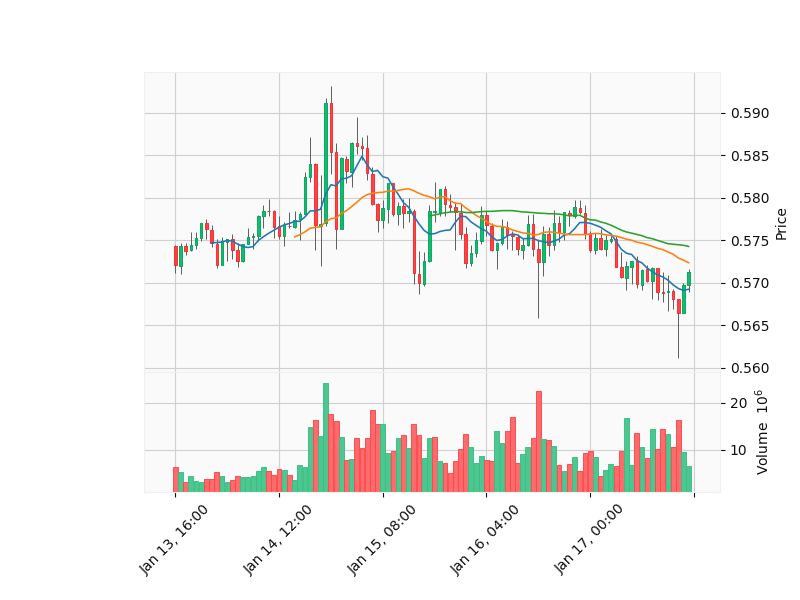 0.590
0.585
0.580
0.575
0.570
0.565
0.560
Price
20
10
Volume 10^6
Jan 13, 16:00
Jan 14, 12:00
Jan 15, 08:00
Jan 16, 04:00
Jan 17, 00:00